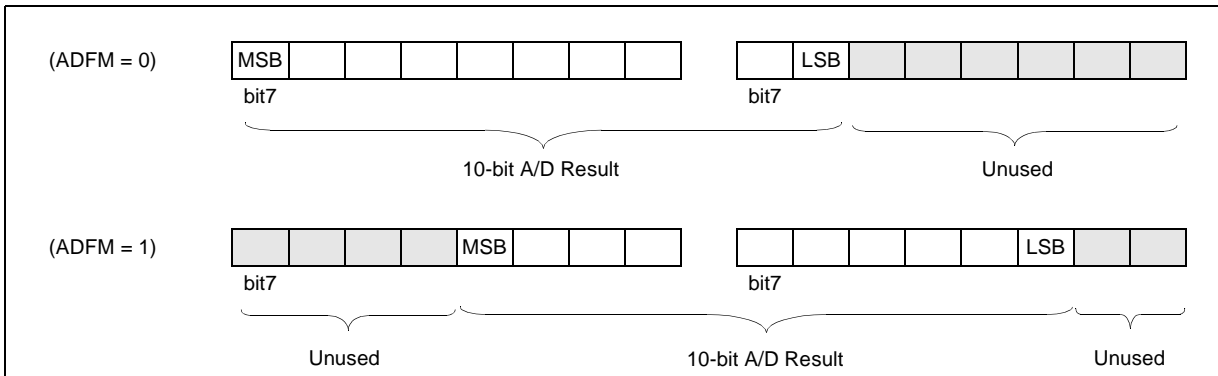 (ADFM = 0) MSB LSB
bit7 bit7
10-bit A/D Result Unused
(ADFM = 1) MSB LSB
bit7 bit7
Unused 10-bit A/D Result Unused